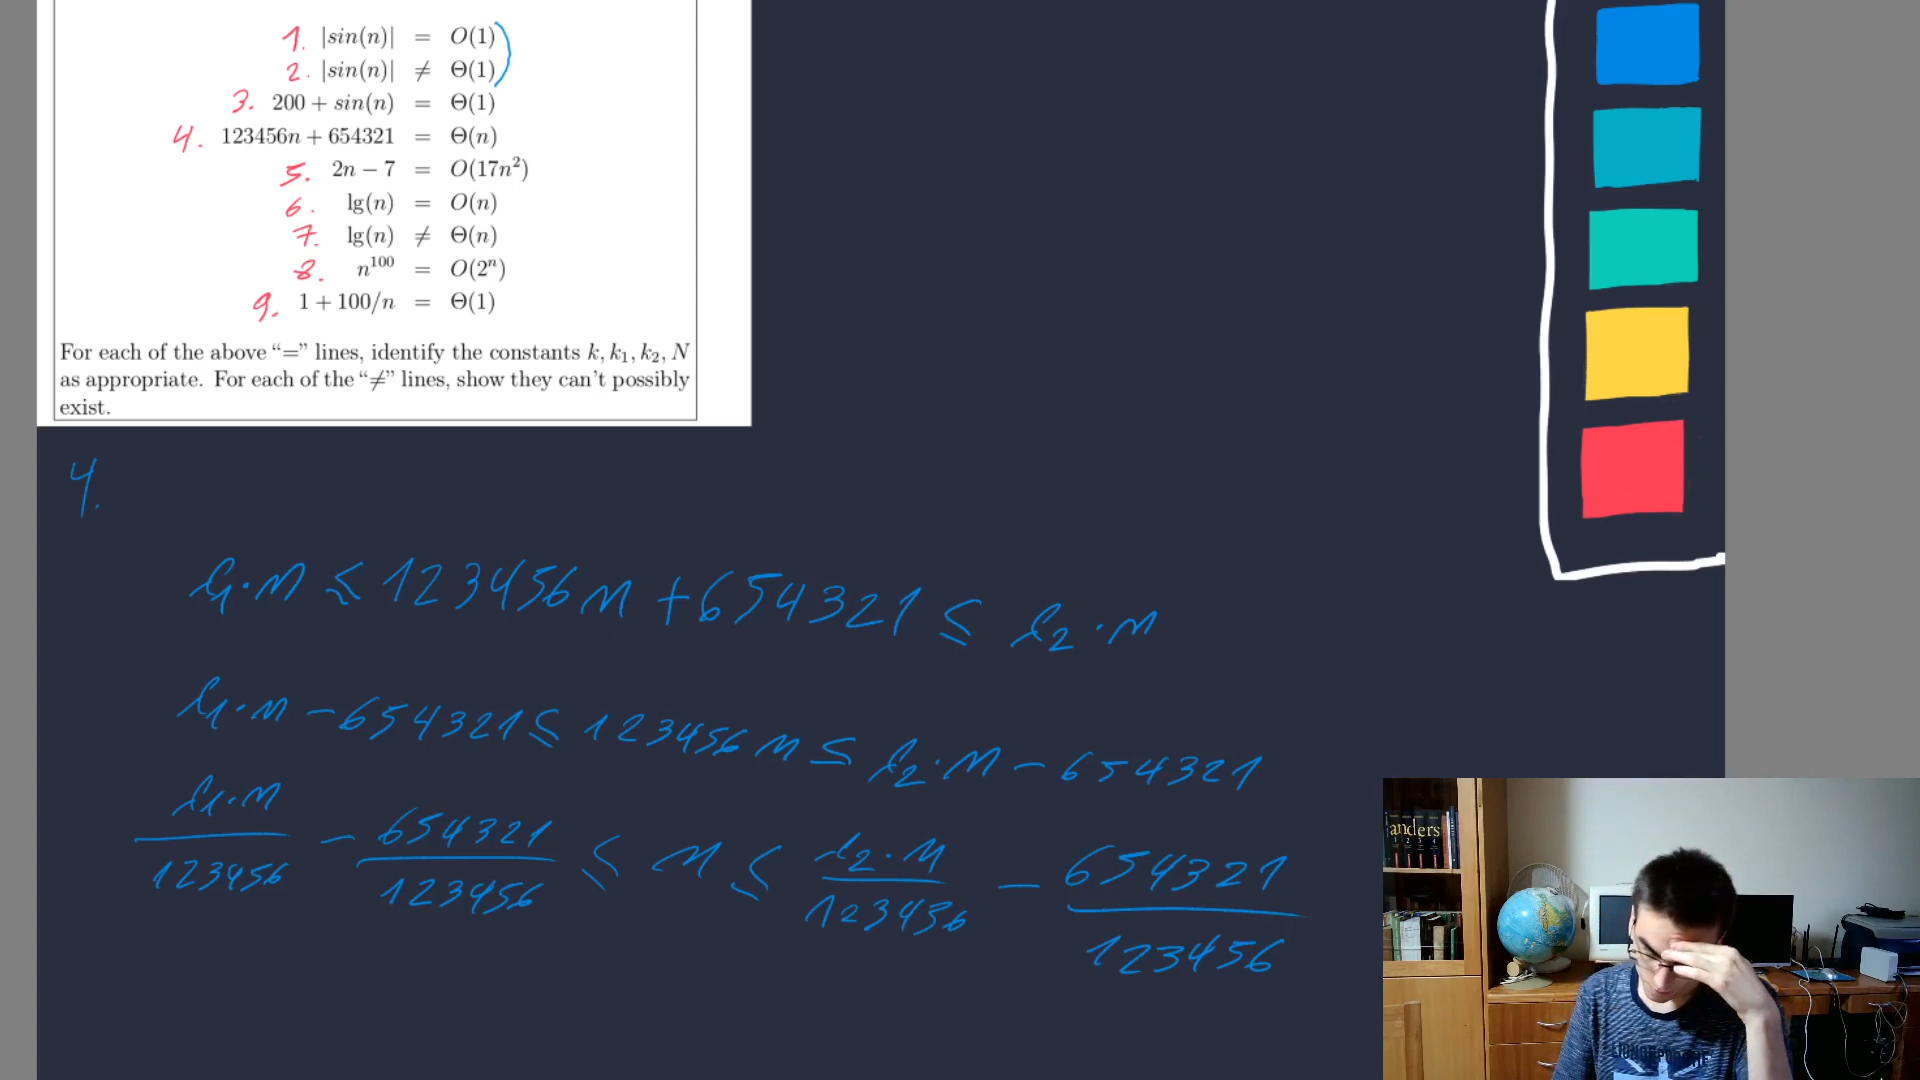 1. |sin(n)| = O(1)
2. |sin(n)| ≠ Θ(1)
3. 200 + sin(n) = Θ(1)
4. 123456n + 654321 = Θ(n)
5. 2n − 7 = O(17n²)
6. lg(n) = O(n)
7. lg(n) ≠ Θ(n)
8. n¹⁰⁰ = O(2ⁿ)
9. 1 + 100/n = Θ(1)
For each of the above “=” lines, identify the constants k, k₁, k₂, N
as appropriate. For each of the “≠” lines, show they can’t possibly
exist.
4.
k₁·n ≤ 123456n + 654321 ≤ k₂·n
k₁·n − 654321 ≤ 123456n ≤ k₂·n − 654321
k₁·n/123456 − 654321/123456 ≤ n ≤ k₂·n/123456 − 654321/123456
anders